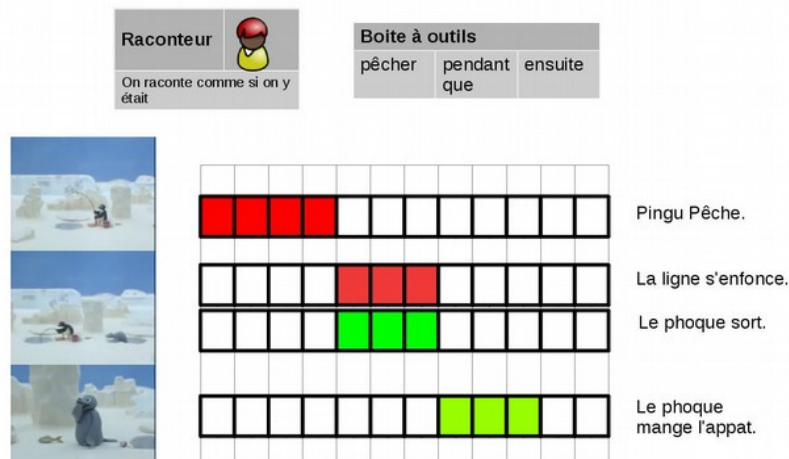 Raconteur
On raconte comme si on y
était
Boite à outils
pêcher
pendant
que
ensuite
Pingu Pêche.
La ligne s'enfonce.
Le phoque sort.
Le phoque
mange l'appat.